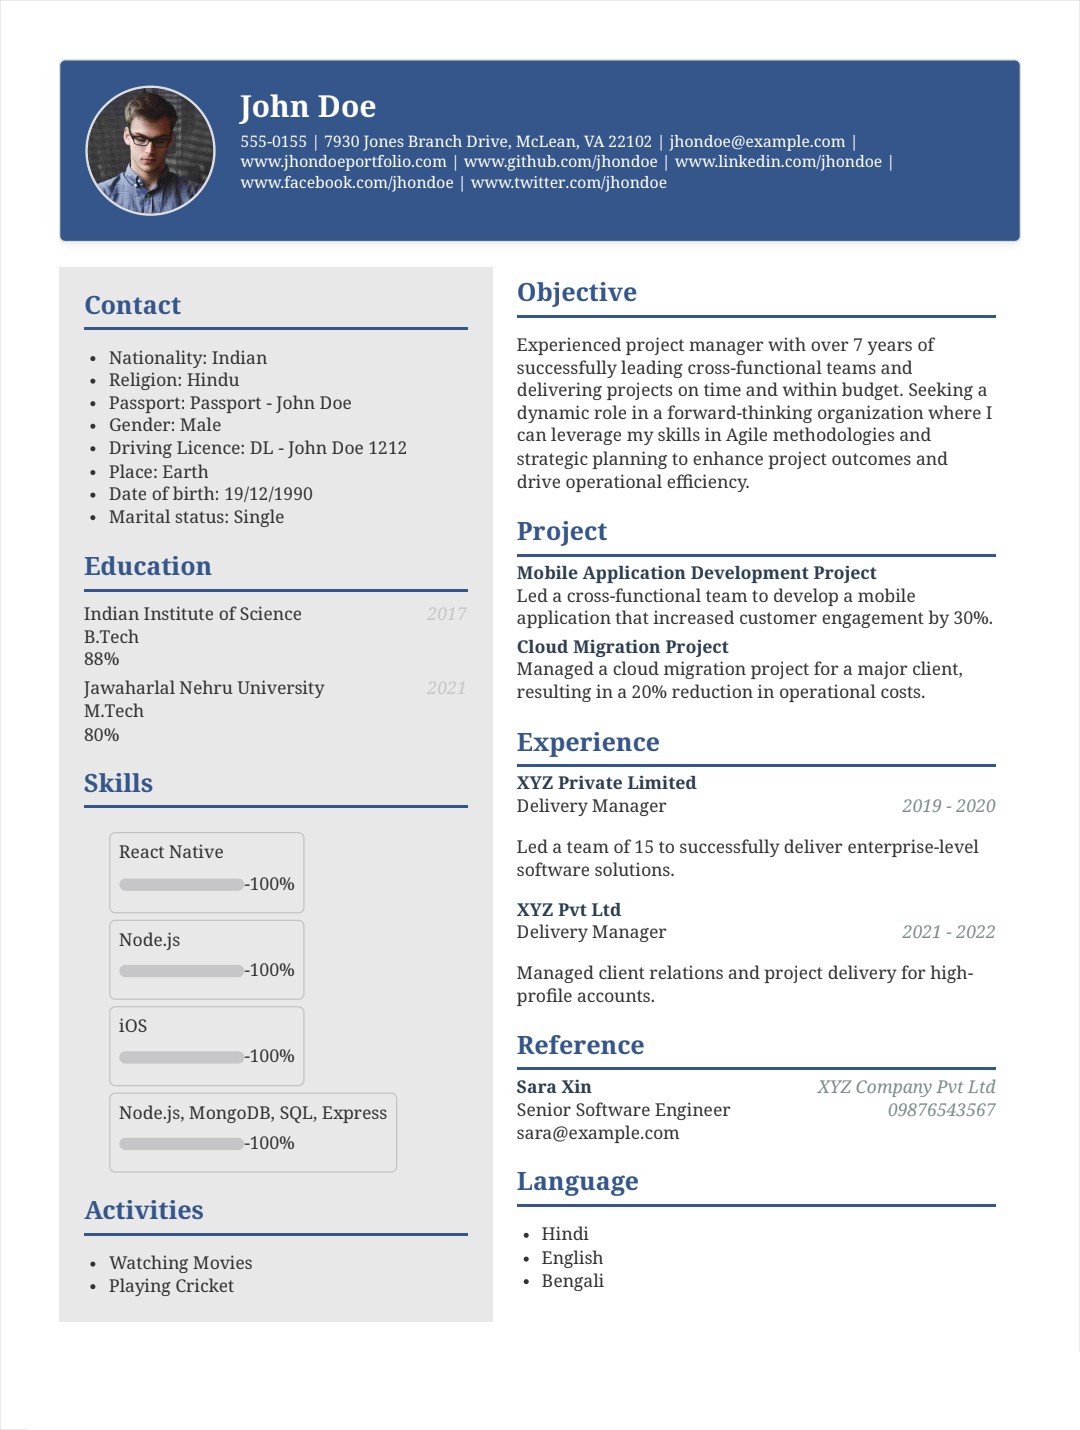 John Doe
555-0155 | 7930 Jones Branch Drive, McLean, VA 22102 | jhondoe@example.com |
www.jhondoeportfolio.com | www.github.com/jhondoe | www.linkedin.com/jhondoe |
www.facebook.com/jhondoe | www.twitter.com/jhondoe
Contact
• Nationality: Indian
• Religion: Hindu
• Passport: Passport - John Doe
• Gender: Male
• Driving Licence: DL - John Doe 1212
• Place: Earth
• Date of birth: 19/12/1990
• Marital status: Single
Education
Indian Institute of Science 2017
B.Tech
88%
Jawaharlal Nehru University 2021
M.Tech
80%
Skills
React Native
-100%
Node.js
-100%
iOS
-100%
Node.js, MongoDB, SQL, Express
-100%
Activities
• Watching Movies
• Playing Cricket
Objective
Experienced project manager with over 7 years of
successfully leading cross-functional teams and
delivering projects on time and within budget. Seeking a
dynamic role in a forward-thinking organization where I
can leverage my skills in Agile methodologies and
strategic planning to enhance project outcomes and
drive operational efficiency.
Project
Mobile Application Development Project
Led a cross-functional team to develop a mobile
application that increased customer engagement by 30%.
Cloud Migration Project
Managed a cloud migration project for a major client,
resulting in a 20% reduction in operational costs.
Experience
XYZ Private Limited
Delivery Manager 2019 - 2020
Led a team of 15 to successfully deliver enterprise-level
software solutions.
XYZ Pvt Ltd
Delivery Manager 2021 - 2022
Managed client relations and project delivery for high-
profile accounts.
Reference
Sara Xin XYZ Company Pvt Ltd
Senior Software Engineer 09876543567
sara@example.com
Language
• Hindi
• English
• Bengali